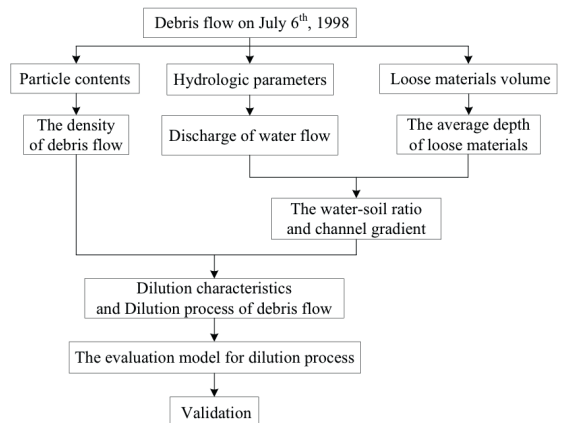 Debris flow on July 6th, 1998
Particle contents
Hydrologic parameters
Loose materials volume
The density
of debris flow
Discharge of water flow
The average depth
of loose materials
The water-soil ratio
and channel gradient
Dilution characteristics
and Dilution process of debris flow
The evaluation model for dilution process
Validation